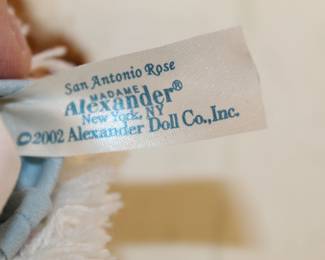 San Antonio Rose
MADAME
Alexander®
New York, NY
©2002 Alexander Doll Co., Inc.